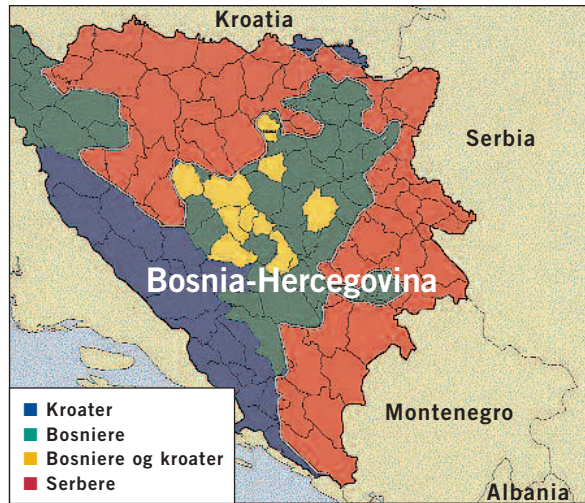 Kroatia
Serbia
Bosnia-Hercegovina
Montenegro
Albania
Kroater
Bosniere
Bosniere og kroater
Serbere